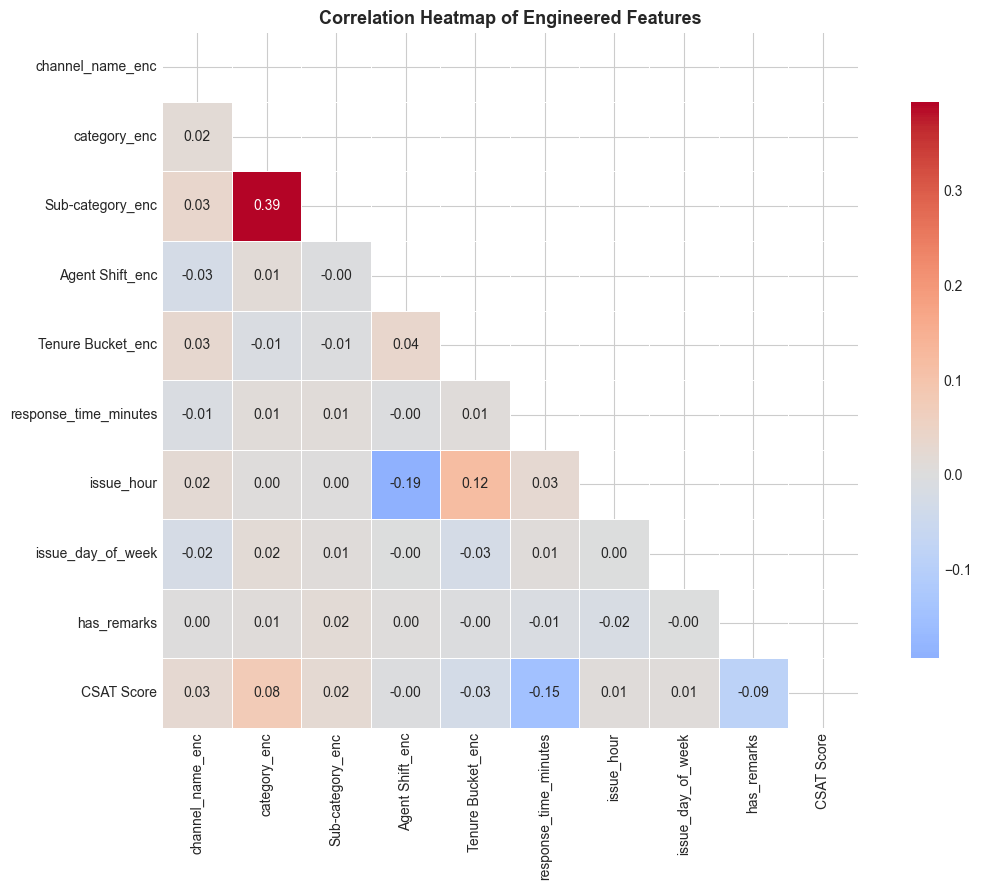 Correlation Heatmap of Engineered Features
channel_name_enc
category_enc 0.02
Sub-category_enc 0.03 0.39
Agent Shift_enc -0.03 0.01 -0.00
Tenure Bucket_enc 0.03 -0.01 -0.01 0.04
response_time_minutes -0.01 0.01 0.01 -0.00 0.01
issue_hour 0.02 0.00 0.00 -0.19 0.12 0.03
issue_day_of_week -0.02 0.02 0.01 -0.00 -0.03 0.01 0.00
has_remarks 0.00 0.01 0.02 0.00 -0.00 -0.01 -0.02 -0.00
CSAT Score 0.03 0.08 0.02 -0.00 -0.03 -0.15 0.01 0.01 -0.09
channel_name_enc
category_enc
Sub-category_enc
Agent Shift_enc
Tenure Bucket_enc
response_time_minutes
issue_hour
issue_day_of_week
has_remarks
CSAT Score
0.3
0.2
0.1
0.0
−0.1